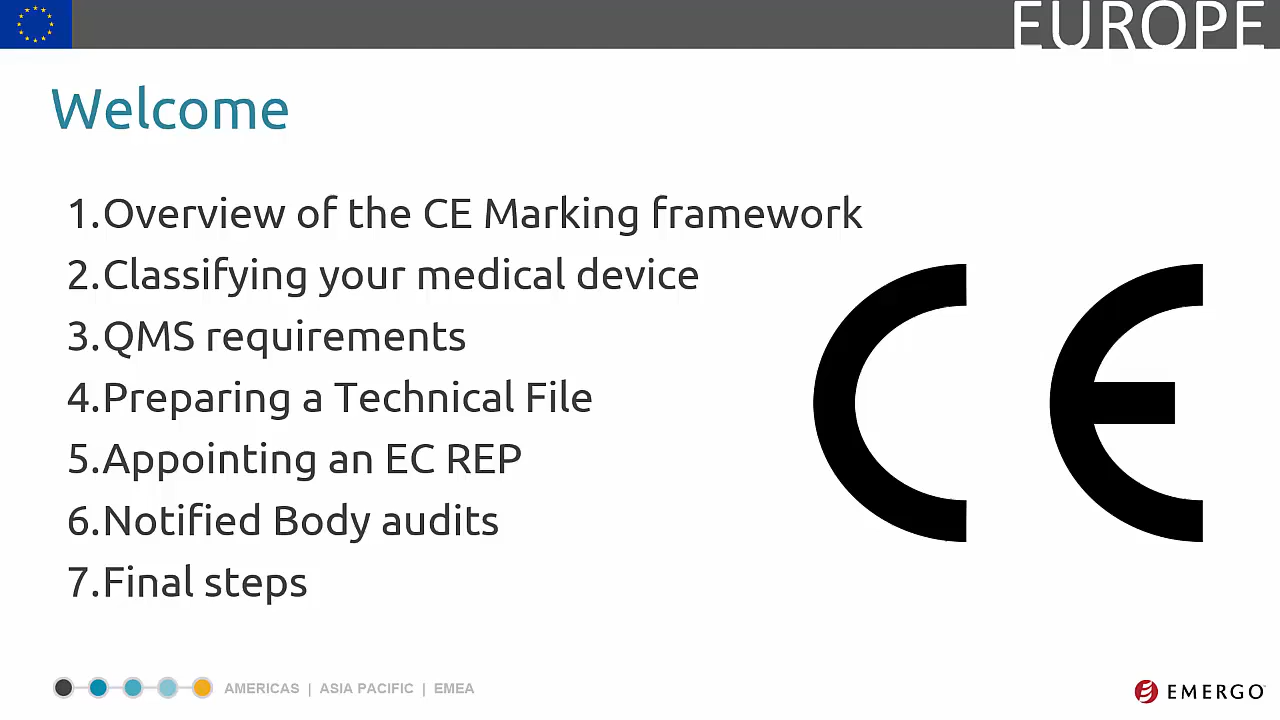 EUROPE
Welcome
1.Overview of the CE Marking framework
2.Classifying your medical device
3.QMS requirements
4.Preparing a Technical File
5.Appointing an EC REP
6.Notified Body audits
7.Final steps
CE
AMERICAS | ASIA PACIFIC | EMEA
EMERGO